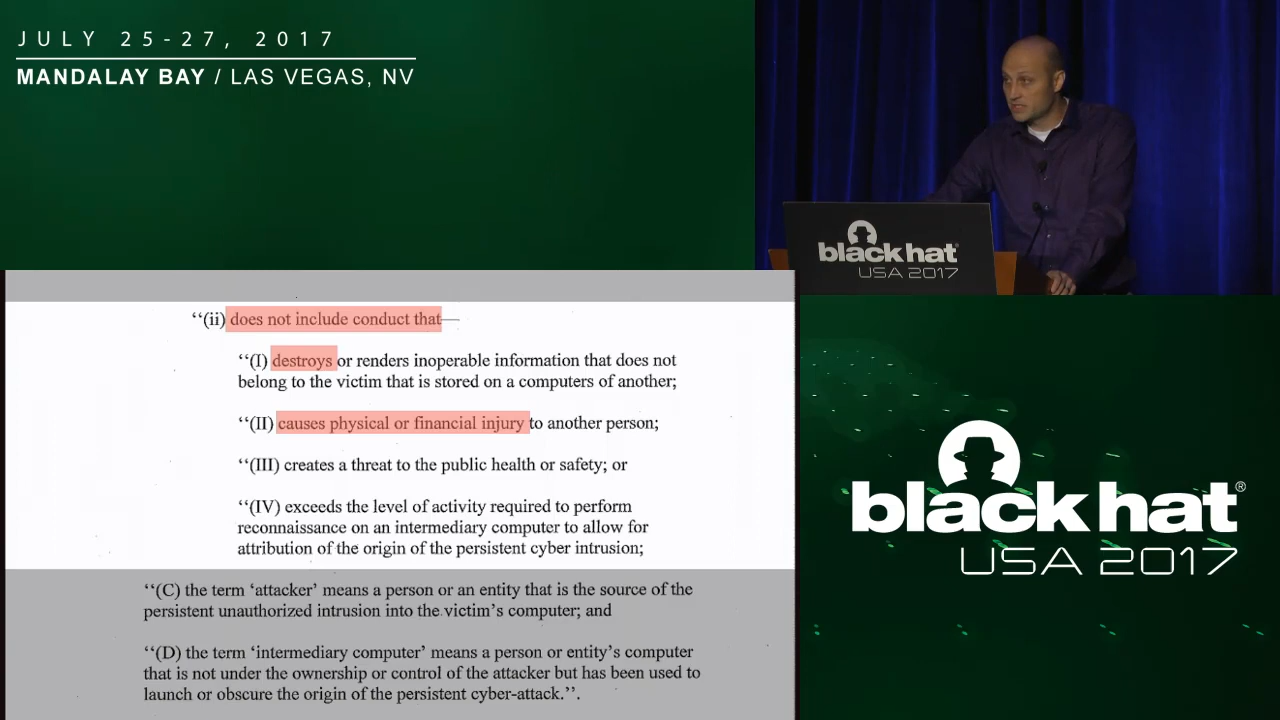 JULY 25-27, 2017
MANDALAY BAY / LAS VEGAS, NV
black hat®
USA 2017
‘‘(ii) does not include conduct that—
‘‘(I) destroys or renders inoperable information that does not
belong to the victim that is stored on a computers of another;
‘‘(II) causes physical or financial injury to another person;
‘‘(III) creates a threat to the public health or safety; or
‘‘(IV) exceeds the level of activity required to perform
reconnaissance on an intermediary computer to allow for
attribution of the origin of the persistent cyber intrusion;
‘‘(C) the term ‘attacker’ means a person or an entity that is the source of the
persistent unauthorized intrusion into the victim’s computer; and
‘‘(D) the term ‘intermediary computer’ means a person or entity’s computer
that is not under the ownership or control of the attacker but has been used to
launch or obscure the origin of the persistent cyber-attack.’’.
black hat®
USA 2017